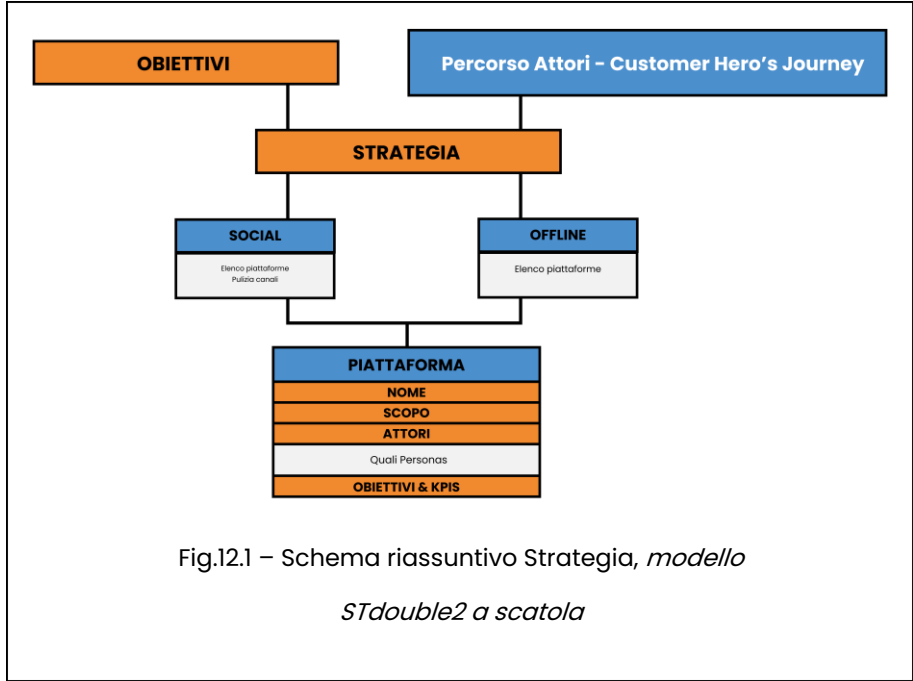 OBIETTIVI
Percorso Attori - Customer Hero's Journey
STRATEGIA
SOCIAL
Elenco piattaforme
Pulizia canali
OFFLINE
Elenco piattaforme
PIATTAFORMA
NOME
SCOPO
ATTORI
Quali Personas
OBIETTIVI & KPIS
Fig.12.1 – Schema riassuntivo Strategia, modello
STdouble2 a scatola